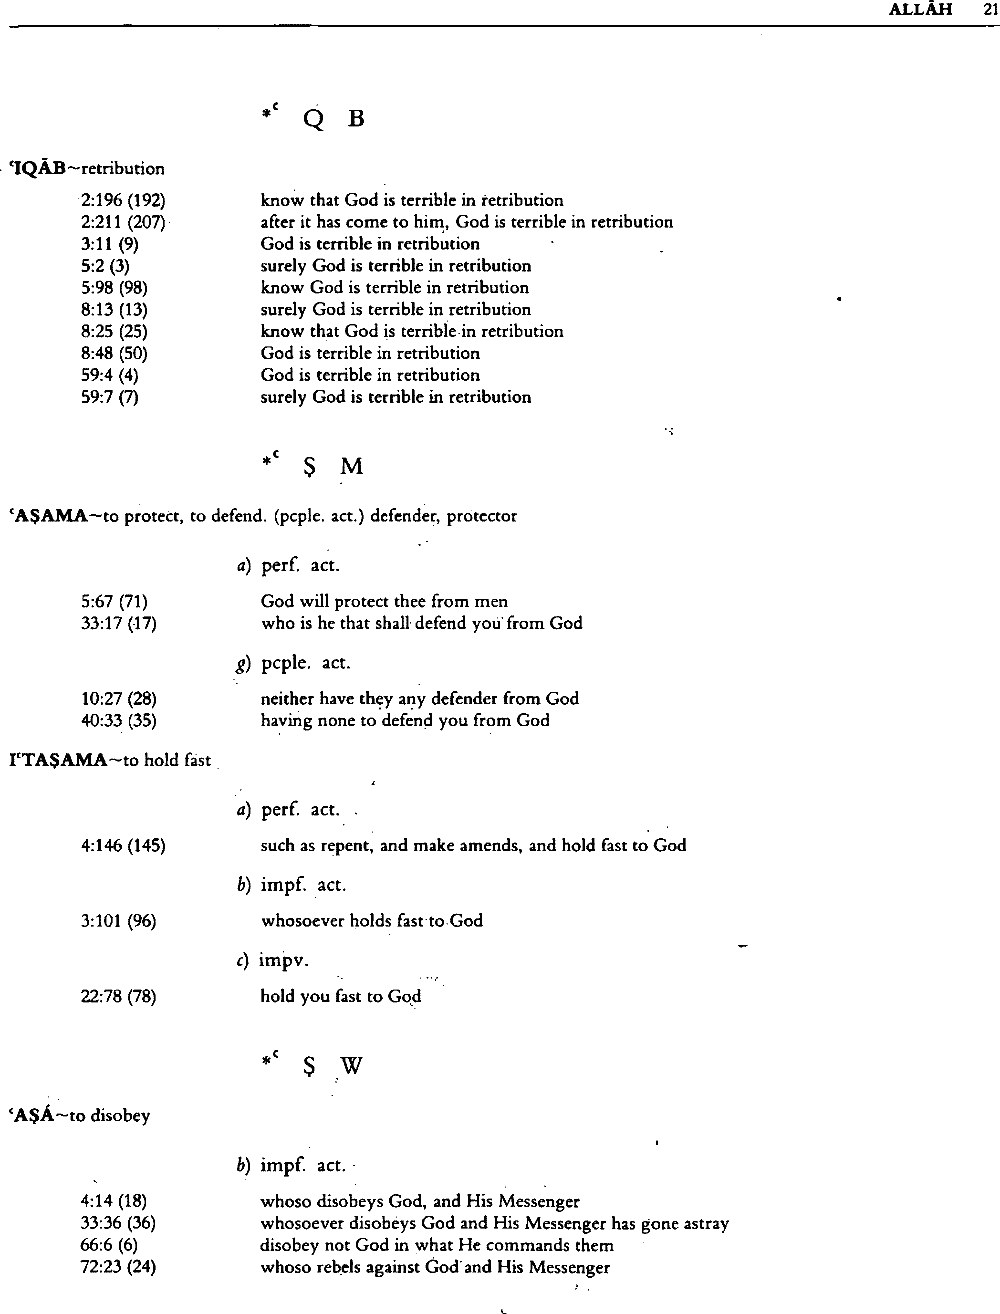 ALLĀH 21
*ʿ Q B
ʿIQĀB~retribution
2:196 (192) know that God is terrible in retribution
2:211 (207) after it has come to him, God is terrible in retribution
3:11 (9) God is terrible in retribution
5:2 (3) surely God is terrible in retribution
5:98 (98) know God is terrible in retribution
8:13 (13) surely God is terrible in retribution
8:25 (25) know that God is terrible in retribution
8:48 (50) God is terrible in retribution
59:4 (4) God is terrible in retribution
59:7 (7) surely God is terrible in retribution
*ʿ Ṣ M
ʿAṢAMA~to protect, to defend. (pcple. act.) defender, protector
a) perf. act.
5:67 (71) God will protect thee from men
33:17 (17) who is he that shall defend you from God
g) pcple. act.
10:27 (28) neither have they any defender from God
40:33 (35) having none to defend you from God
IʿTAṢAMA~to hold fast
a) perf. act.
4:146 (145) such as repent, and make amends, and hold fast to God
b) impf. act.
3:101 (96) whosoever holds fast to God
c) impv.
22:78 (78) hold you fast to God
*ʿ Ṣ W
ʿAṢÁ~to disobey
b) impf. act.
4:14 (18) whoso disobeys God, and His Messenger
33:36 (36) whosoever disobeys God and His Messenger has gone astray
66:6 (6) disobey not God in what He commands them
72:23 (24) whoso rebels against God and His Messenger